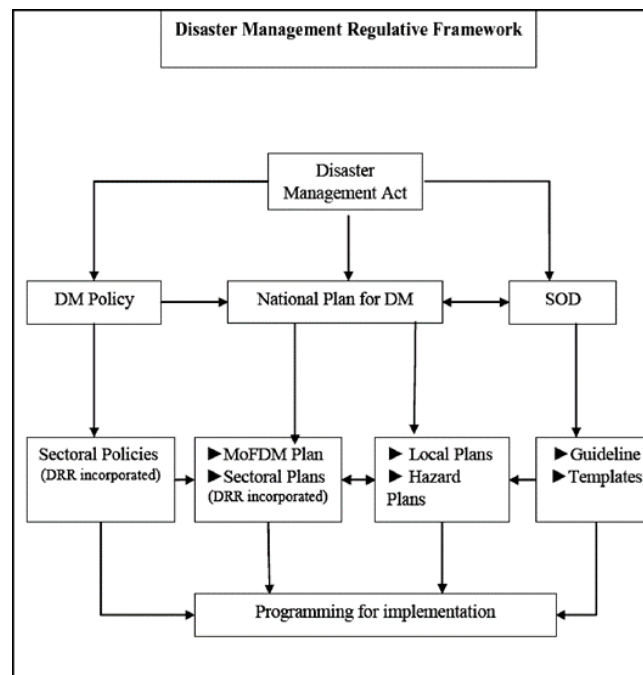 Disaster Management Regulative Framework
Disaster
Management Act
DM Policy
National Plan for DM
SOD
Sectoral Policies
(DRR incorporated)
►MoFDM Plan
►Sectoral Plans
(DRR incorporated)
► Local Plans
► Hazard
Plans
►Guideline
►Templates
Programming for implementation